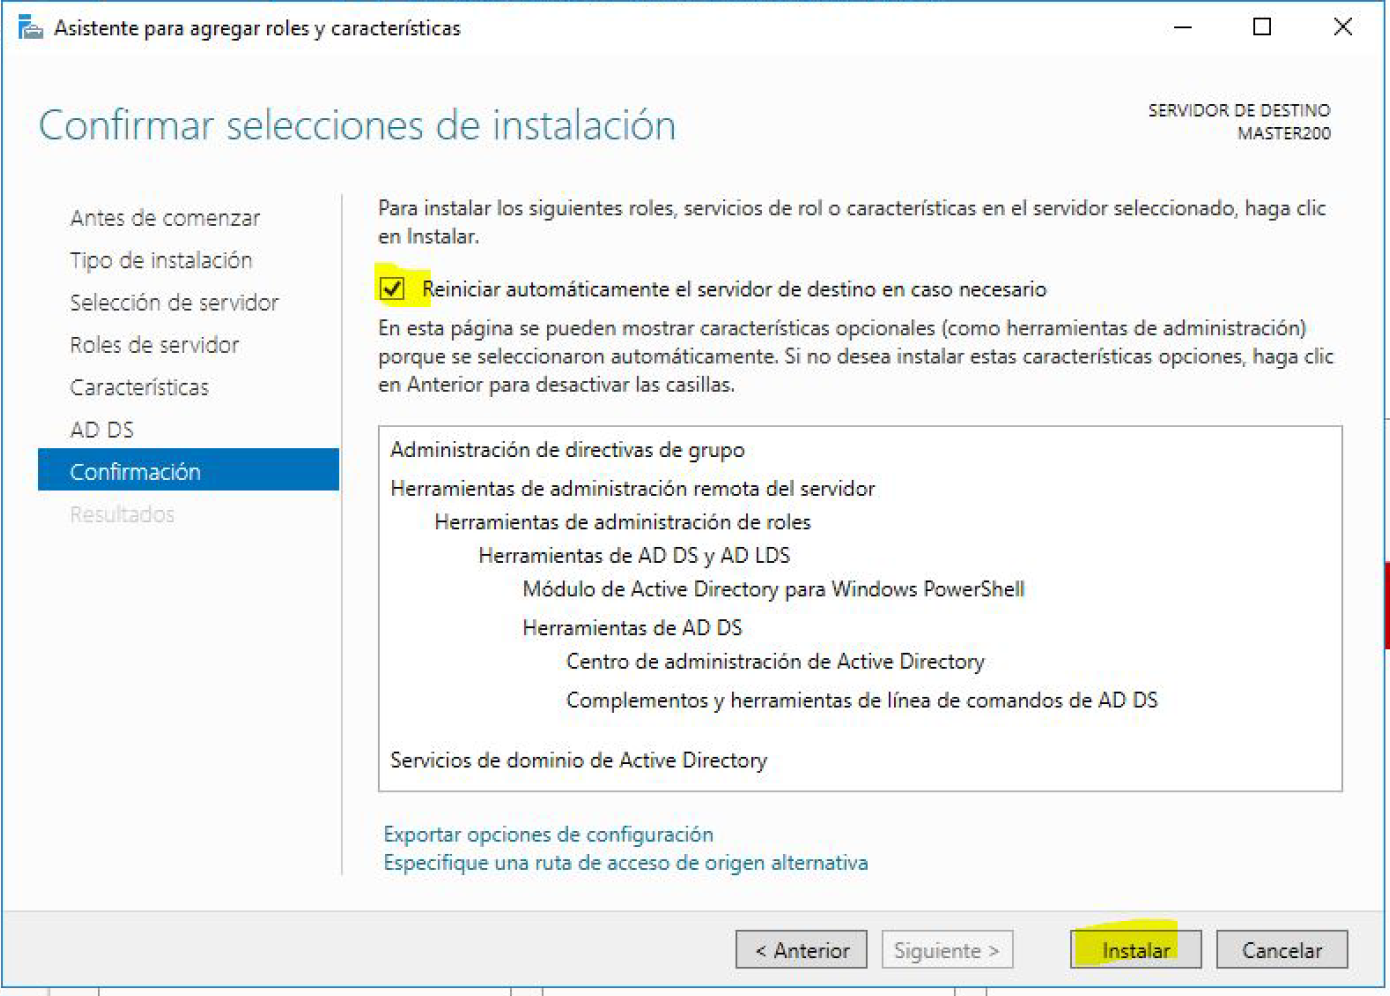 Asistente para agregar roles y características
Confirmar selecciones de instalación
SERVIDOR DE DESTINO
MASTER200
Antes de comenzar
Tipo de instalación
Selección de servidor
Roles de servidor
Características
AD DS
Confirmación
Resultados
Para instalar los siguientes roles, servicios de rol o características en el servidor seleccionado, haga clic
en Instalar.
Reiniciar automáticamente el servidor de destino en caso necesario
En esta página se pueden mostrar características opcionales (como herramientas de administración)
porque se seleccionaron automáticamente. Si no desea instalar estas características opciones, haga clic
en Anterior para desactivar las casillas.
Administración de directivas de grupo
Herramientas de administración remota del servidor
Herramientas de administración de roles
Herramientas de AD DS y AD LDS
Módulo de Active Directory para Windows PowerShell
Herramientas de AD DS
Centro de administración de Active Directory
Complementos y herramientas de línea de comandos de AD DS
Servicios de dominio de Active Directory
Exportar opciones de configuración
Especifique una ruta de acceso de origen alternativa
< Anterior
Siguiente >
Instalar
Cancelar